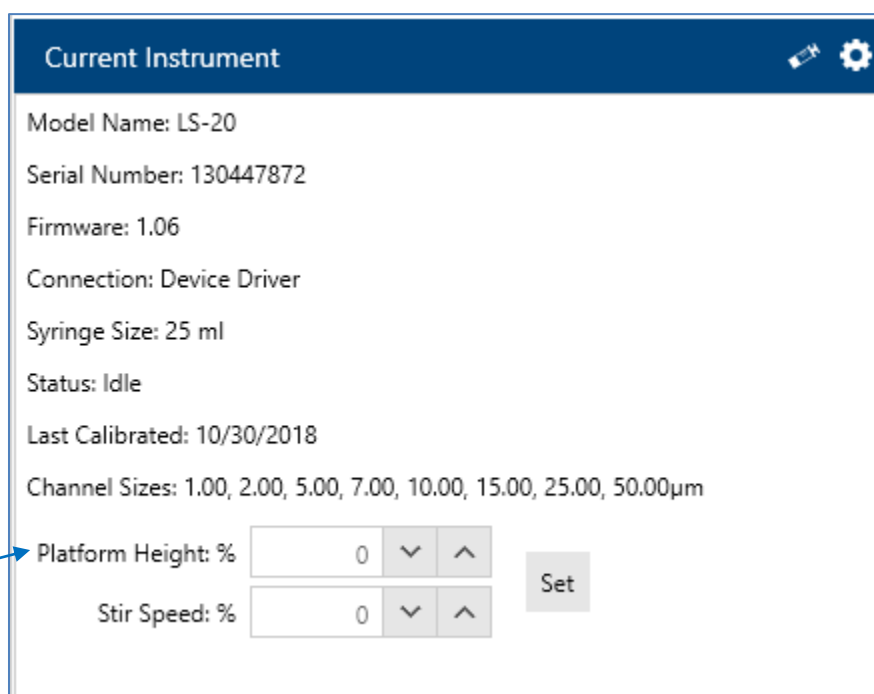 Current Instrument
Model Name: LS-20
Serial Number: 130447872
Firmware: 1.06
Connection: Device Driver
Syringe Size: 25 ml
Status: Idle
Last Calibrated: 10/30/2018
Channel Sizes: 1.00, 2.00, 5.00, 7.00, 10.00, 15.00, 25.00, 50.00μm
Platform Height: % 0
Set
Stir Speed: % 0